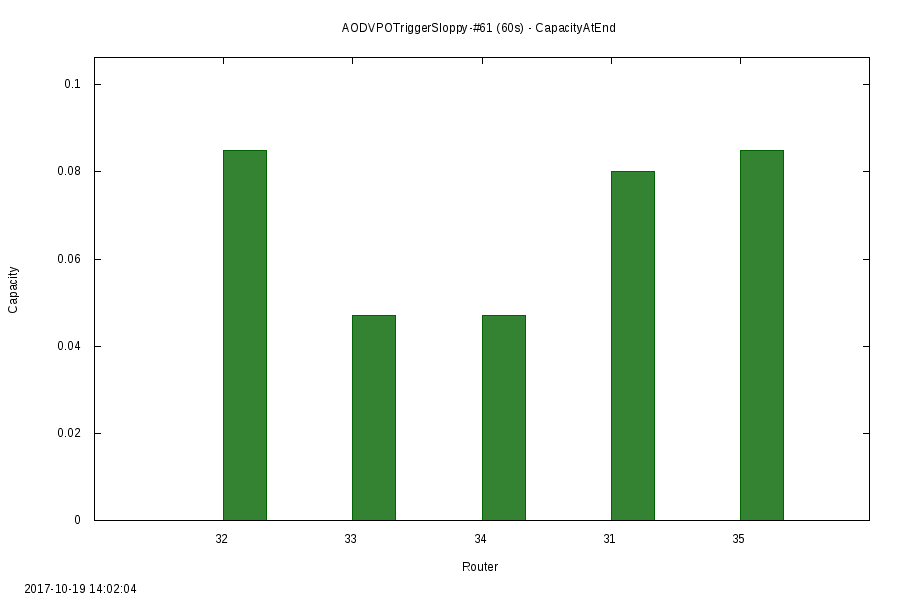 AODVPOTriggerSloppy-#61 (60s) - CapacityAtEnd
0.1
0.08
0.06
0.04
0.02
0
Capacity
32 33 34 31 35
Router
2017-10-19 14:02:04